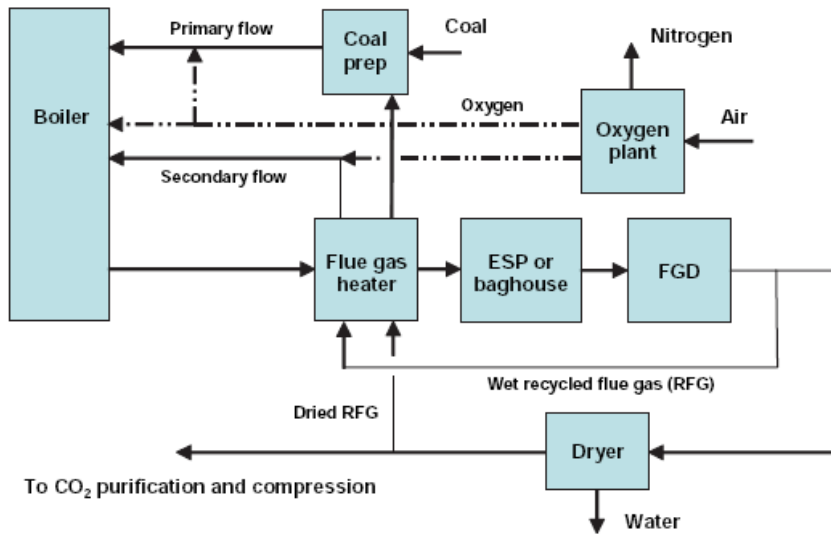 Primary flow
Coal
prep
Coal
Nitrogen
Boiler
Oxygen
Oxygen
plant
Air
Secondary flow
Flue gas
heater
ESP or
baghouse
FGD
Wet recycled flue gas (RFG)
Dried RFG
Dryer
To CO₂ purification and compression
Water